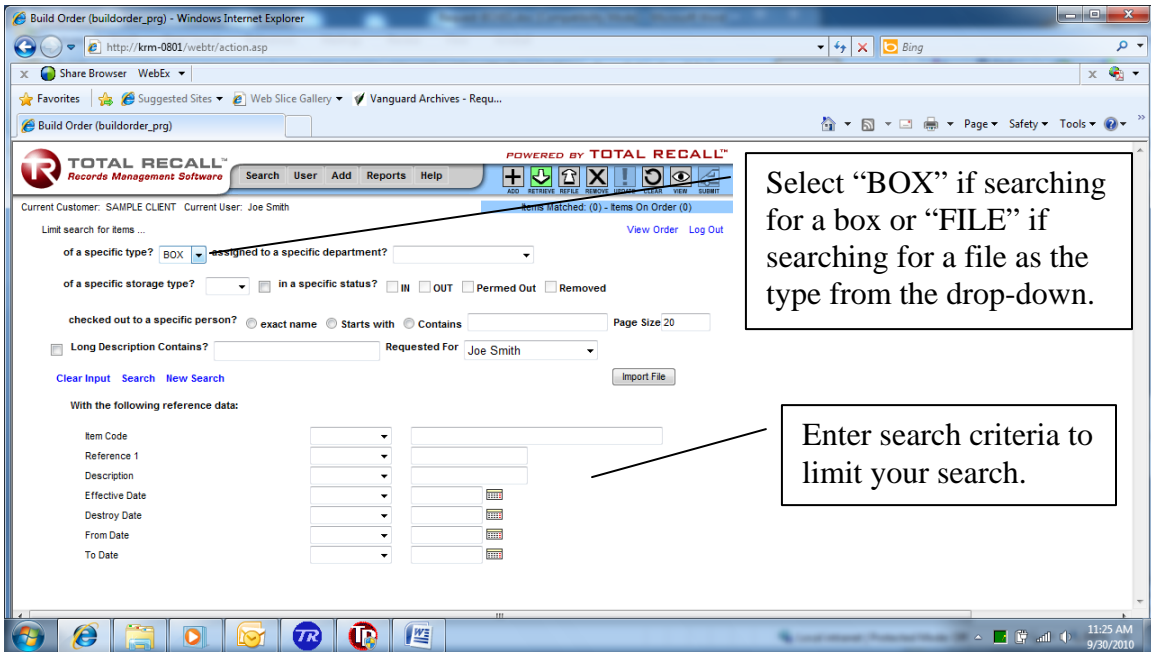 Build Order (buildorder_prg) - Windows Internet Explorer
http://krm-0801/webtr/action.asp
Bing
x Share Browser WebEx
x
Favorites Suggested Sites Web Slice Gallery Vanguard Archives - Requ...
Build Order (buildorder_prg)
Page Safety Tools
TOTAL RECALL™
Records Management Software
Search User Add Reports Help
POWERED BY TOTAL RECALL™
ADD RETRIEVE REFILE REMOVE UPDATE CLEAR VIEW SUBMIT
Current Customer: SAMPLE CLIENT Current User: Joe Smith
Items Matched: (0) - Items On Order (0)
Limit search for items ...
View Order Log Out
of a specific type? BOX assigned to a specific department?
of a specific storage type? in a specific status? IN OUT Permed Out Removed
checked out to a specific person? exact name Starts with Contains Page Size 20
Long Description Contains? Requested For Joe Smith
Clear Input Search New Search
Import File
With the following reference data:
Item Code
Reference 1
Description
Effective Date
Destroy Date
From Date
To Date
Select “BOX” if searching
for a box or “FILE” if
searching for a file as the
type from the drop-down.
Enter search criteria to
limit your search.
TR
11:25 AM
9/30/2010